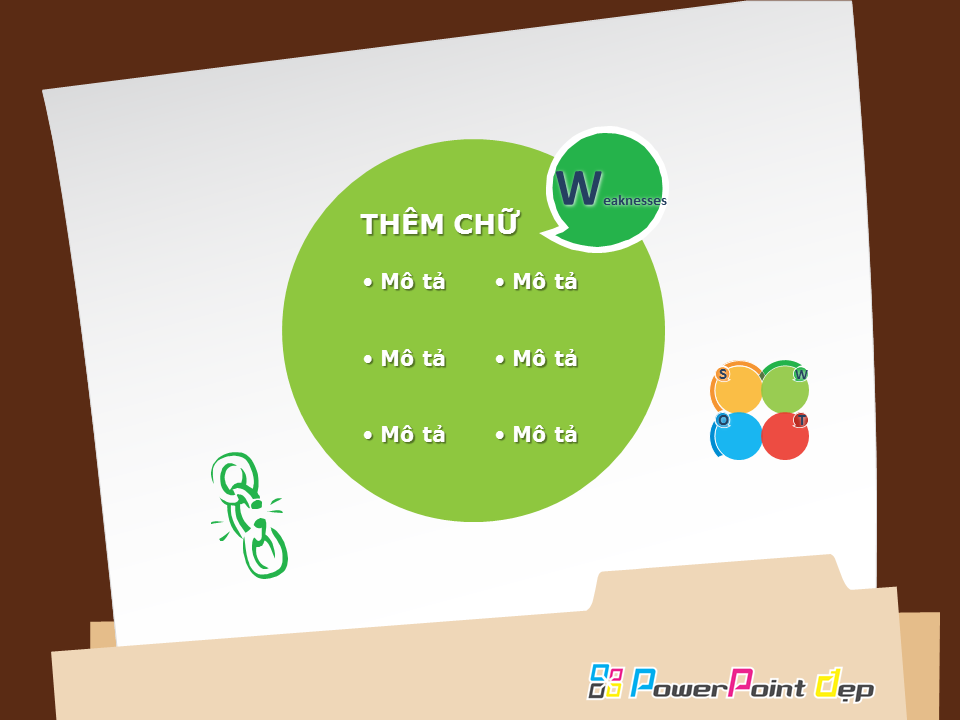 Weaknesses
THÊM CHỮ
• Mô tả • Mô tả
• Mô tả • Mô tả
• Mô tả • Mô tả
S W
O T
PowerPoint đẹp